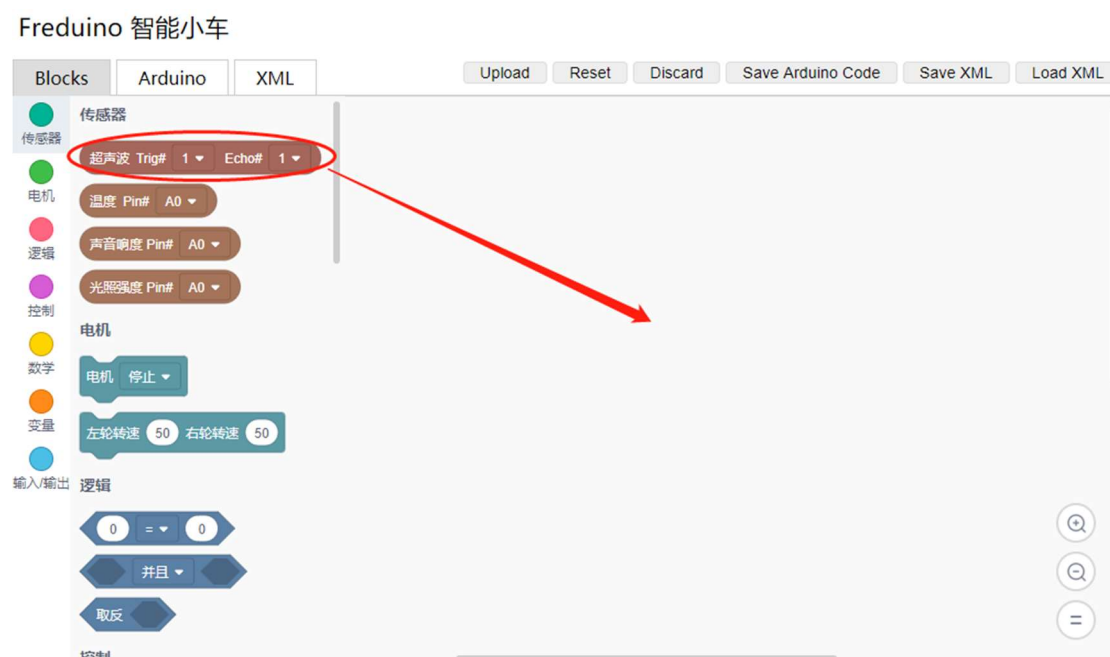 Freduino 智能小车
Blocks Arduino XML Upload Reset Discard Save Arduino Code Save XML Load XML
传感器
电机
逻辑
控制
数学
变量
输入/输出
传感器
超声波 Trig# 1 Echo# 1
温度 Pin# A0
声音响度 Pin# A0
光照强度 Pin# A0
电机
电机 停止
左轮转速 50 右轮转速 50
逻辑
0 = 0
并且
取反
控制
=